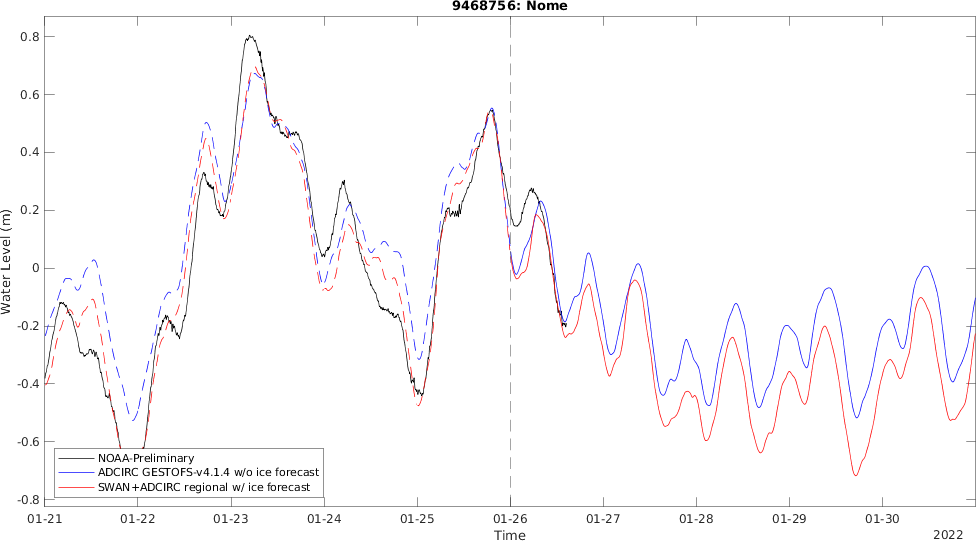 9468756: Nome
Water Level (m)
0.8
0.6
0.4
0.2
0
-0.2
-0.4
-0.6
-0.8
NOAA-Preliminary
ADCIRC GESTOFS-v4.1.4 w/o ice forecast
SWAN+ADCIRC regional w/ ice forecast
01-21 01-22 01-23 01-24 01-25 01-26 01-27 01-28 01-29 01-30
Time
2022